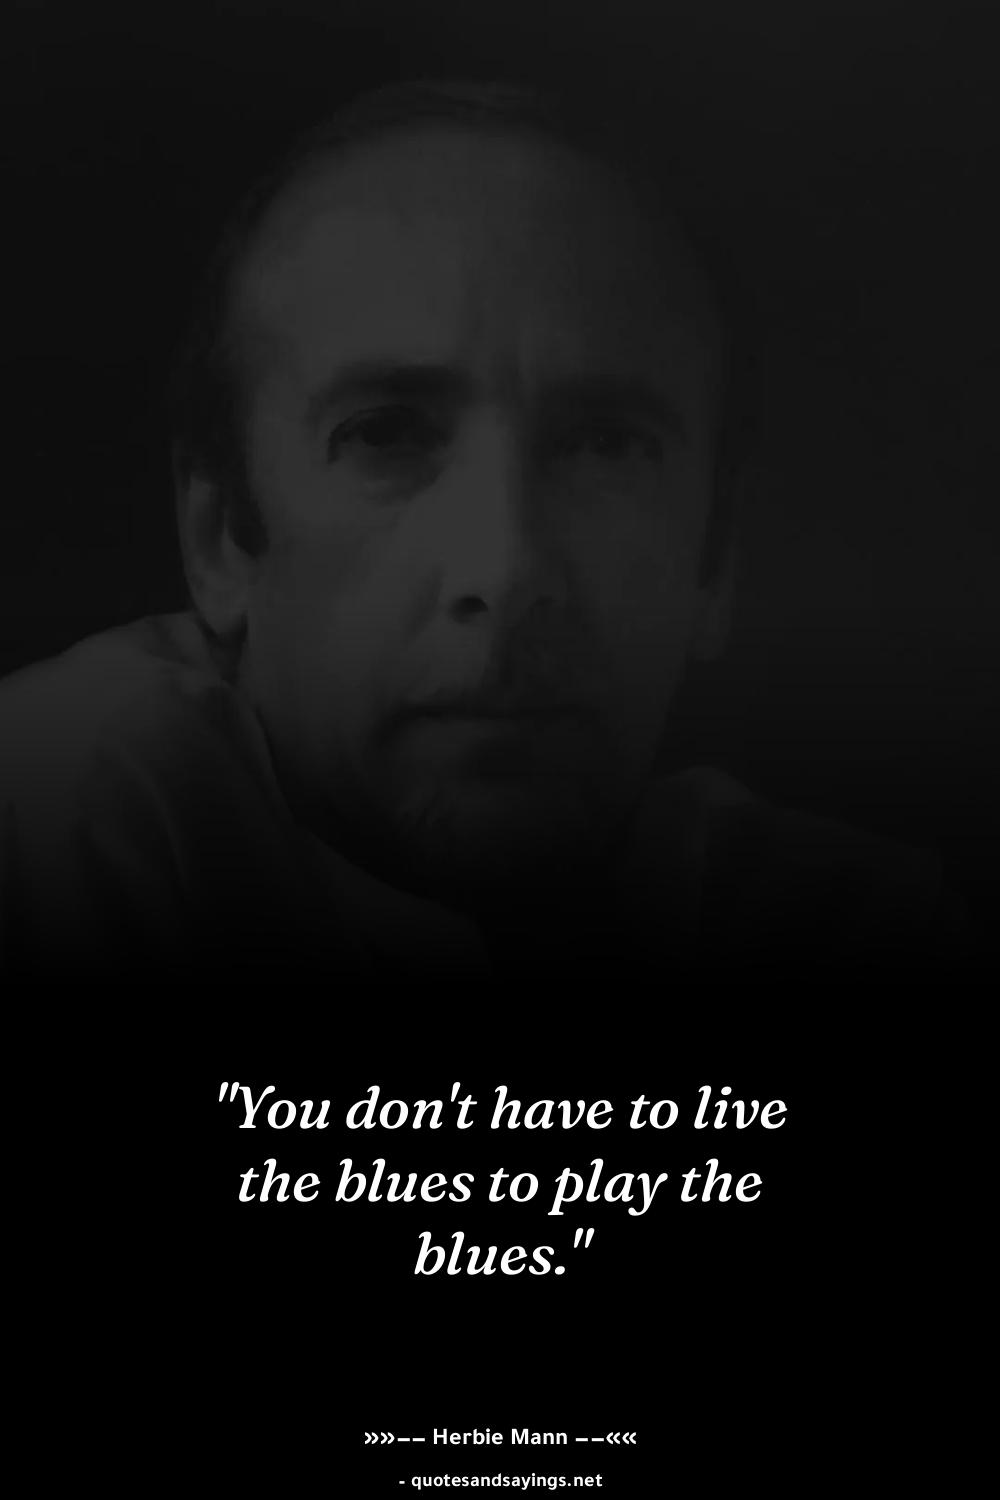 "You don't have to live
the blues to play the
blues."
»»–– Herbie Mann ––««
- quotesandsayings.net